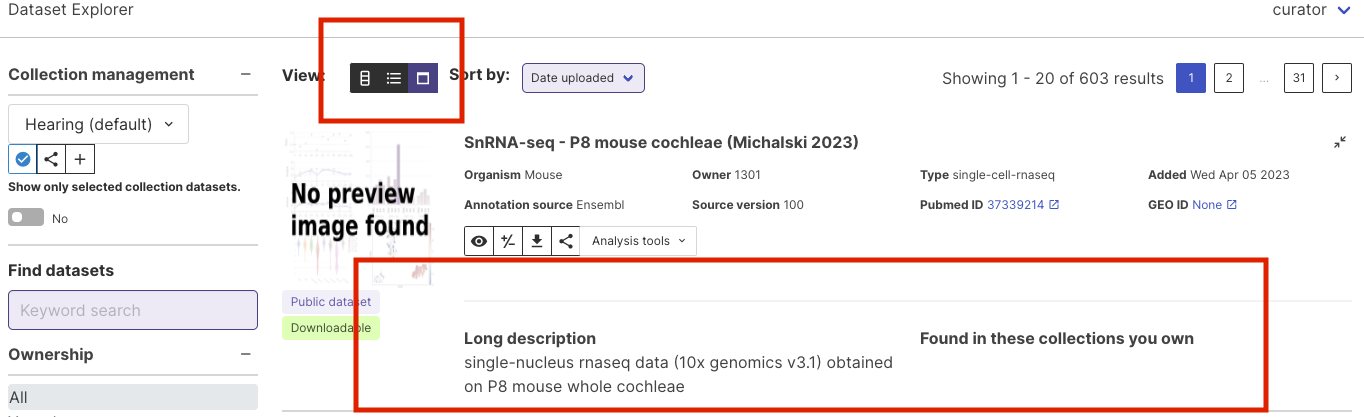 Dataset Explorer
curator
Collection management
Hearing (default)
Show only selected collection datasets.
No
Find datasets
Keyword search
Ownership
All
View:
Sort by:
Date uploaded
Showing 1 - 20 of 603 results
1
2
...
31
No preview
image found
Public dataset
Downloadable
SnRNA-seq - P8 mouse cochleae (Michalski 2023)
Organism Mouse
Owner 1301
Type single-cell-rnaseq
Added Wed Apr 05 2023
Annotation source Ensembl
Source version 100
Pubmed ID 37339214
GEO ID None
Analysis tools
Long description
single-nucleus rnaseq data (10x genomics v3.1) obtained
on P8 mouse whole cochleae
Found in these collections you own